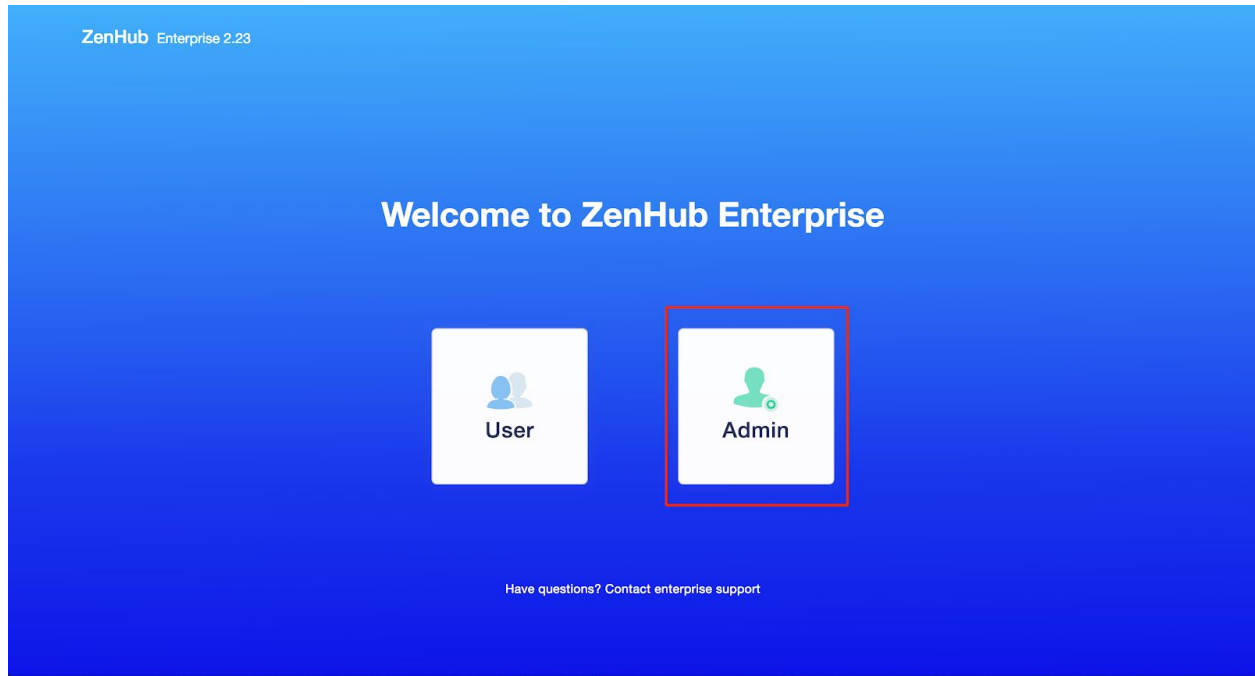 ZenHub Enterprise 2.23
Welcome to ZenHub Enterprise
User
Admin
Have questions? Contact enterprise support